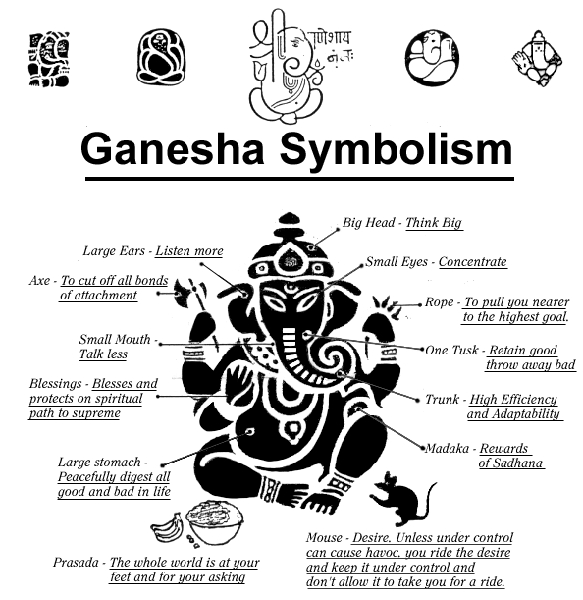 गणेशाय
नमः
Ganesha Symbolism
Big Head - Think Big
Large Ears - Listen more
Small Eyes - Concentrate
Axe - To cut off all bonds
of attachment
Rope - To pull you nearer
to the highest goal.
Small Mouth -
Talk less
One Tusk - Retain good
throw away bad
Blessings - Blesses and
protects on spiritual
path to supreme
Trunk - High Efficiency
and Adaptability
Madaka - Rewards
of Sadhana
Large stomach -
Peacefully digest all
good and bad in life
Mouse - Desire. Unless under control
can cause havoc. you ride the desire
and keep it under control and
don't allow it to take you for a ride.
Prasada - The whole world is at your
feet and for your asking